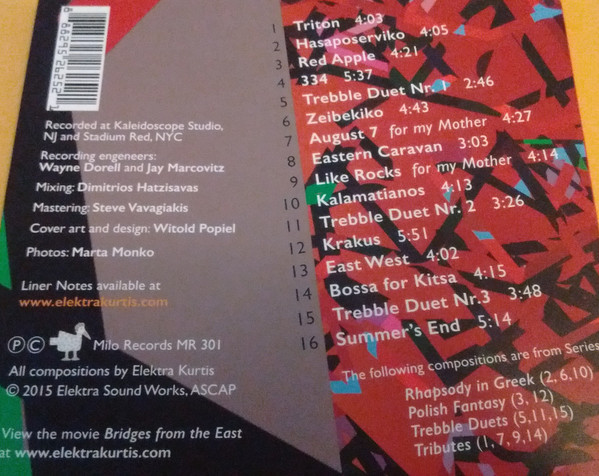 8 88295 26252 1
Recorded at Kaleidoscope Studio,
NJ and Stadium Red, NYC
Recording engeneers:
Wayne Dorell and Jay Marcovitz
Mixing: Dimitrios Hatzisavas
Mastering: Steve Vavagiakis
Cover art and design: Witold Popiel
Photos: Marta Monko
Liner Notes available at
www.elektrakurtis.com
℗ © Milo Records MR 301
All compositions by Elektra Kurtis
© 2015 Elektra Sound Works, ASCAP
View the movie Bridges from the East
at www.elektrakurtis.com
1 Triton 4:03
2 Hasaposerviko 4:05
3 Red Apple 4:21
4 334 5:37
5 Trebble Duet Nr. 1 2:46
6 Zeibekiko 4:43
7 August 7 for my Mother 4:27
8 Eastern Caravan 3:03
9 Like Rocks for my Mother 4:14
10 Kalamatianos 4:13
11 Trebble Duet Nr. 2 3:26
12 Krakus 5:51
13 East West 4:02
14 Bossa for Kitsa 4:15
15 Trebble Duet Nr.3 3:48
16 Summer's End 5:14
The following compositions are from Series
Rhapsody in Greek (2,6,10)
Polish Fantasy (3, 12)
Trebble Duets (5,11,15)
Tributes (1,7,9,14)